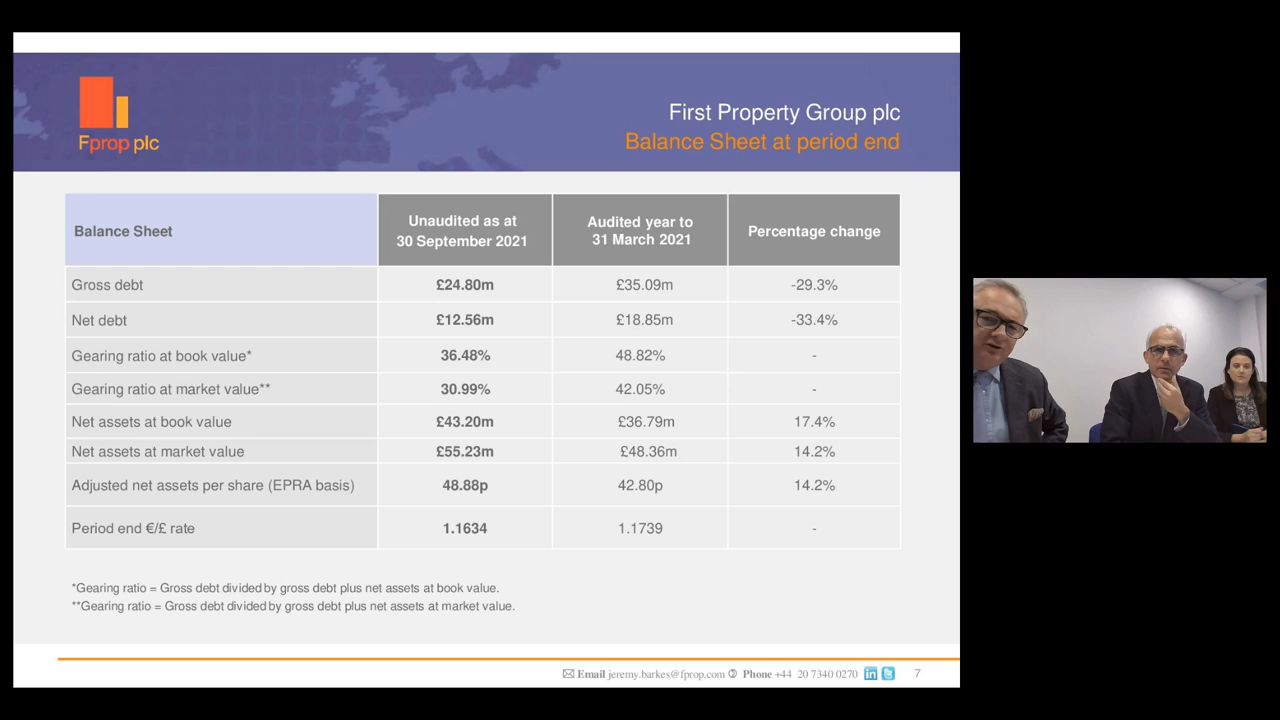 Fprop plc
First Property Group plc
Balance Sheet at period end
Balance Sheet
Unaudited as at
30 September 2021
Audited year to
31 March 2021
Percentage change
Gross debt £24.80m £35.09m -29.3%
Net debt £12.56m £18.85m -33.4%
Gearing ratio at book value* 36.48% 48.82% -
Gearing ratio at market value** 30.99% 42.05% -
Net assets at book value £43.20m £36.79m 17.4%
Net assets at market value £55.23m £48.36m 14.2%
Adjusted net assets per share (EPRA basis) 48.88p 42.80p 14.2%
Period end €/£ rate 1.1634 1.1739 -
*Gearing ratio = Gross debt divided by gross debt plus net assets at book value.
**Gearing ratio = Gross debt divided by gross debt plus net assets at market value.
Email jeremy.barkes@fprop.com Phone +44 20 7340 0270 in 7